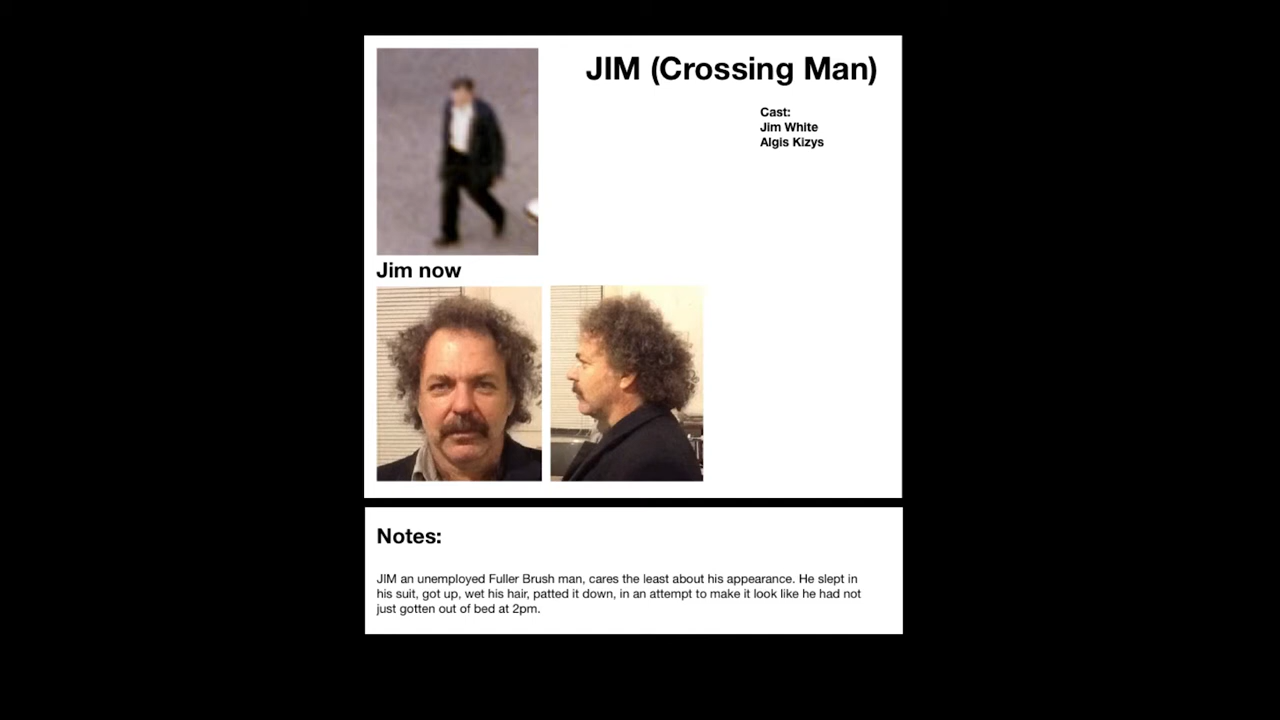 JIM (Crossing Man)
Cast:
Jim White
Algis Kizys
Jim now
Notes:
JIM an unemployed Fuller Brush man, cares the least about his appearance. He slept in
his suit, got up, wet his hair, patted it down, in an attempt to make it look like he had not
just gotten out of bed at 2pm.